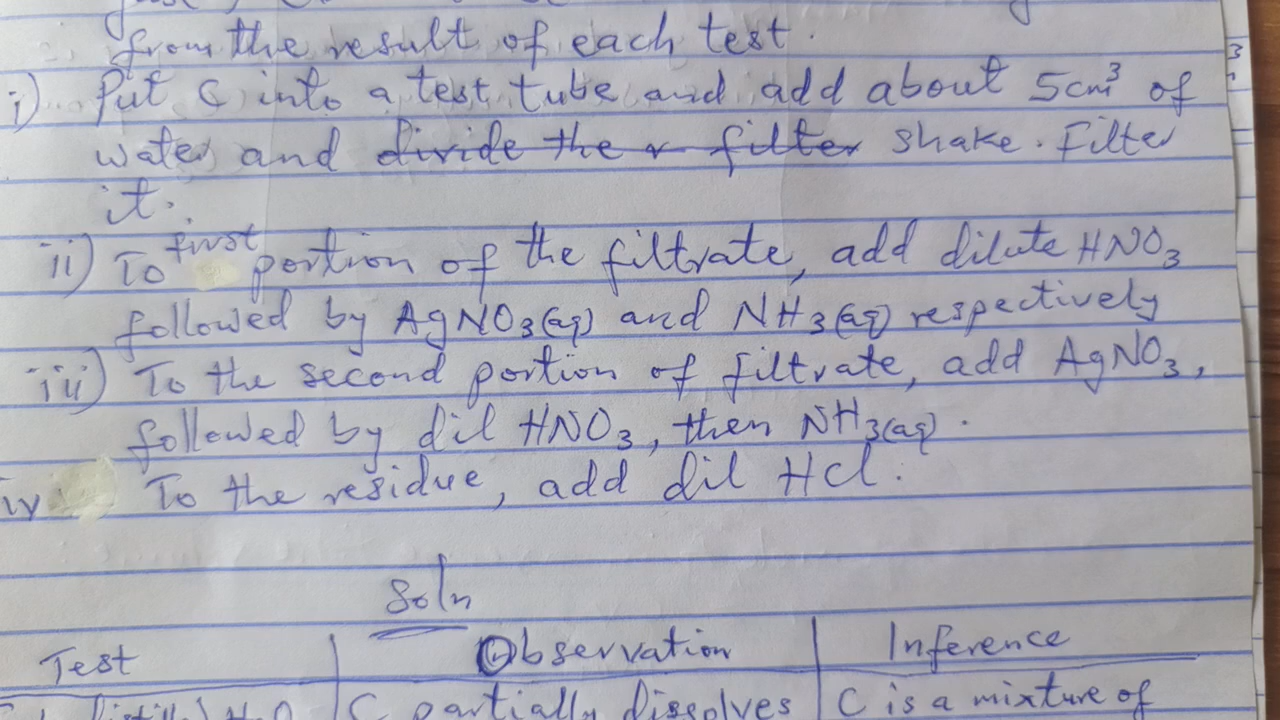 from the result of each test.
i) Put C into a test tube and add about 5cm³ of
water and ~~divide the r filter~~ shake. Filter
it.
ii) To first portion of the filtrate, add dilute HNO₃
followed by AgNO₃(aq) and NH₃(aq) respectively
iii) To the second portion of filtrate, add AgNO₃,
followed by dil HNO₃, then NH₃(aq).
iv To the residue, add dil HCl.
Soln
Test Observation Inference
C partially dissolves C is a mixture of